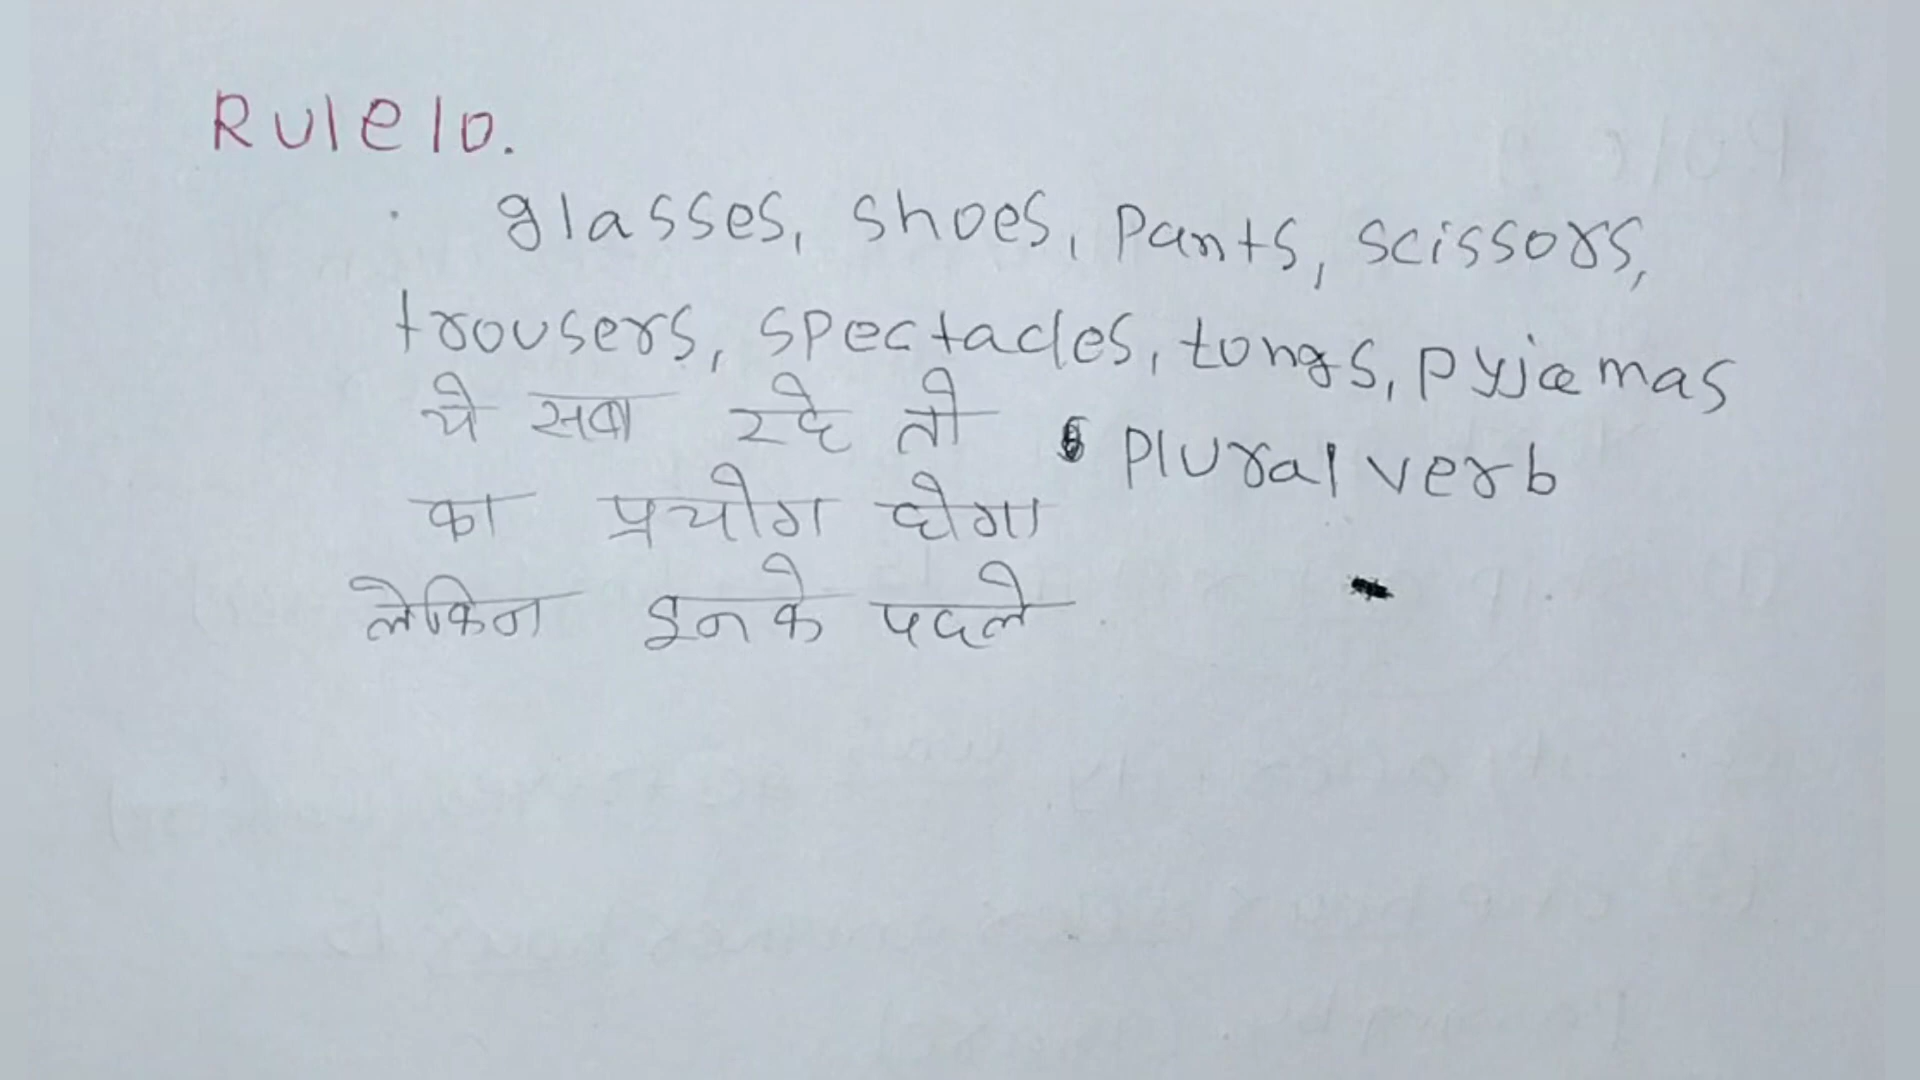 Rule 10.
glasses, shoes, Pants, scissors,
trousers, spectacles, tongs, pyjamas
ये सब रहे तो Plural verb
का प्रयोग होगा
लेकिन इनके पहले